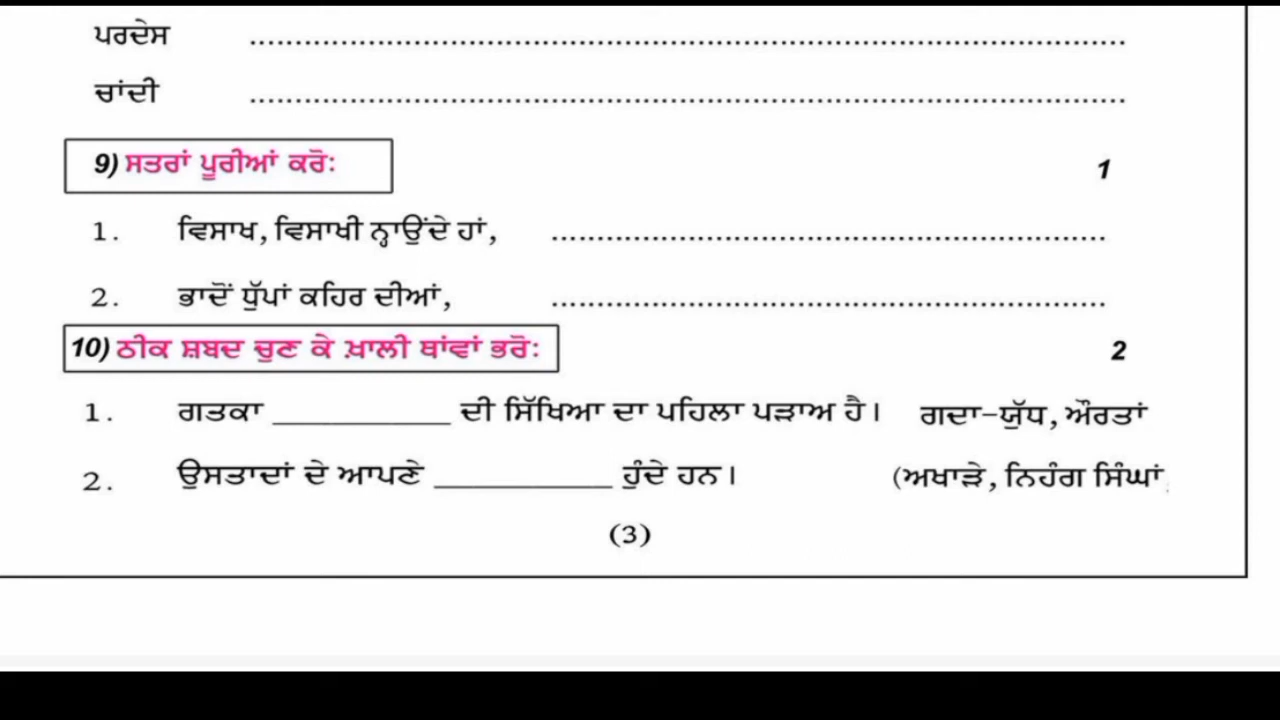 ਪਰਦੇਸ ................................................................................................
ਚਾਂਦੀ ................................................................................................
9) ਸਤਰਾਂ ਪੂਰੀਆਂ ਕਰੋ: 1
1. ਵਿਸਾਖ, ਵਿਸਾਖੀ ਨ੍ਹਾਉਂਦੇ ਹਾਂ, .............................................................
2. ਭਾਦੋਂ ਧੁੱਪਾਂ ਕਹਿਰ ਦੀਆਂ, .............................................................
10) ਠੀਕ ਸ਼ਬਦ ਚੁਣ ਕੇ ਖ਼ਾਲੀ ਥਾਂਵਾਂ ਭਰੋ: 2
1. ਗਤਕਾ ____________ ਦੀ ਸਿੱਖਿਆ ਦਾ ਪਹਿਲਾ ਪੜਾਅ ਹੈ। ਗਦਾ-ਯੁੱਧ, ਔਰਤਾਂ
2. ਉਸਤਾਦਾਂ ਦੇ ਆਪਣੇ ____________ ਹੁੰਦੇ ਹਨ। (ਅਖਾੜੇ, ਨਿਹੰਗ ਸਿੰਘਾਂ
(3)